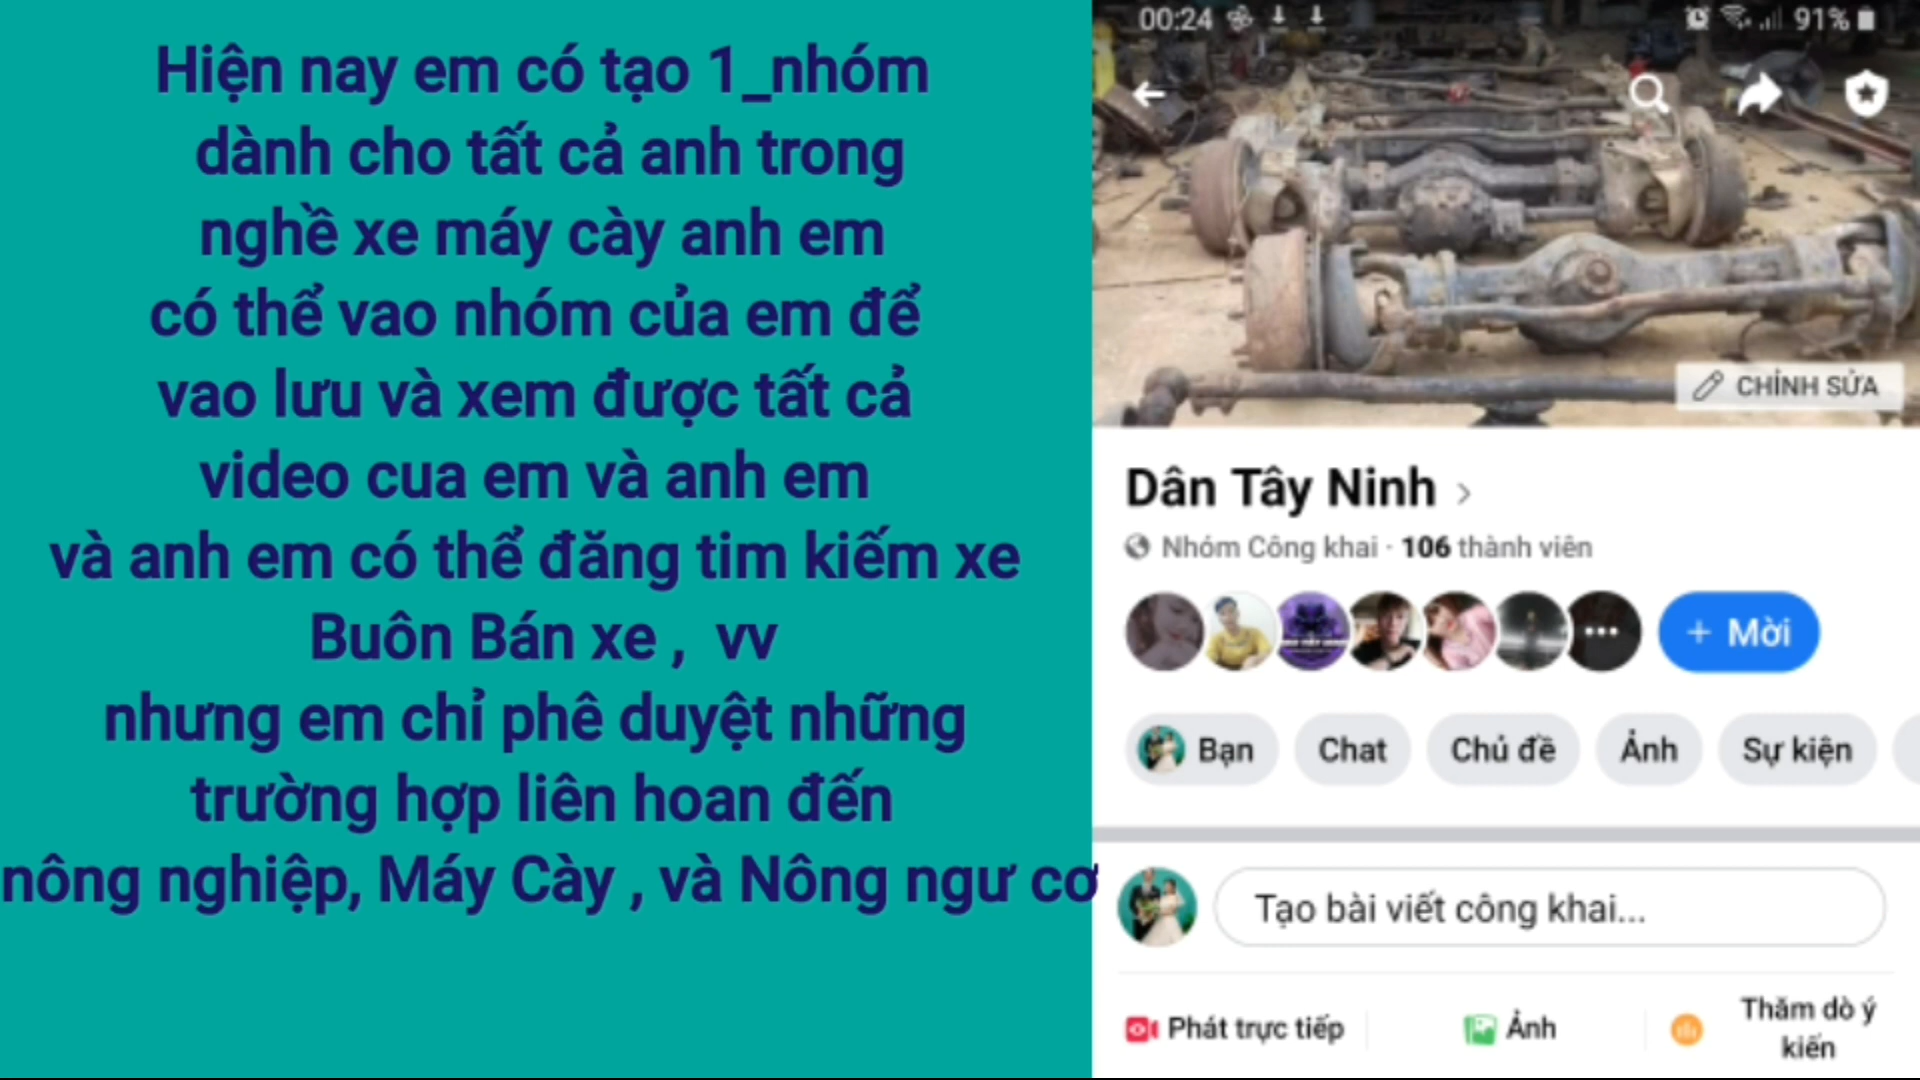 Hiện nay em có tạo 1_nhóm
dành cho tất cả anh trong
nghề xe máy cày anh em
có thể vao nhóm của em để
vao lưu và xem được tất cả
video cua em và anh em
và anh em có thể đăng tim kiếm xe
Buôn Bán xe , vv
nhưng em chỉ phê duyệt những
trường hợp liên hoan đến
nông nghiệp, Máy Cày , và Nông ngư cơ
00:24
91%
CHỈNH SỬA
Dân Tây Ninh
Nhóm Công khai · 106 thành viên
+ Mời
Bạn
Chat
Chủ đề
Ảnh
Sự kiện
Tạo bài viết công khai...
Phát trực tiếp
Ảnh
Thăm dò ý
kiến